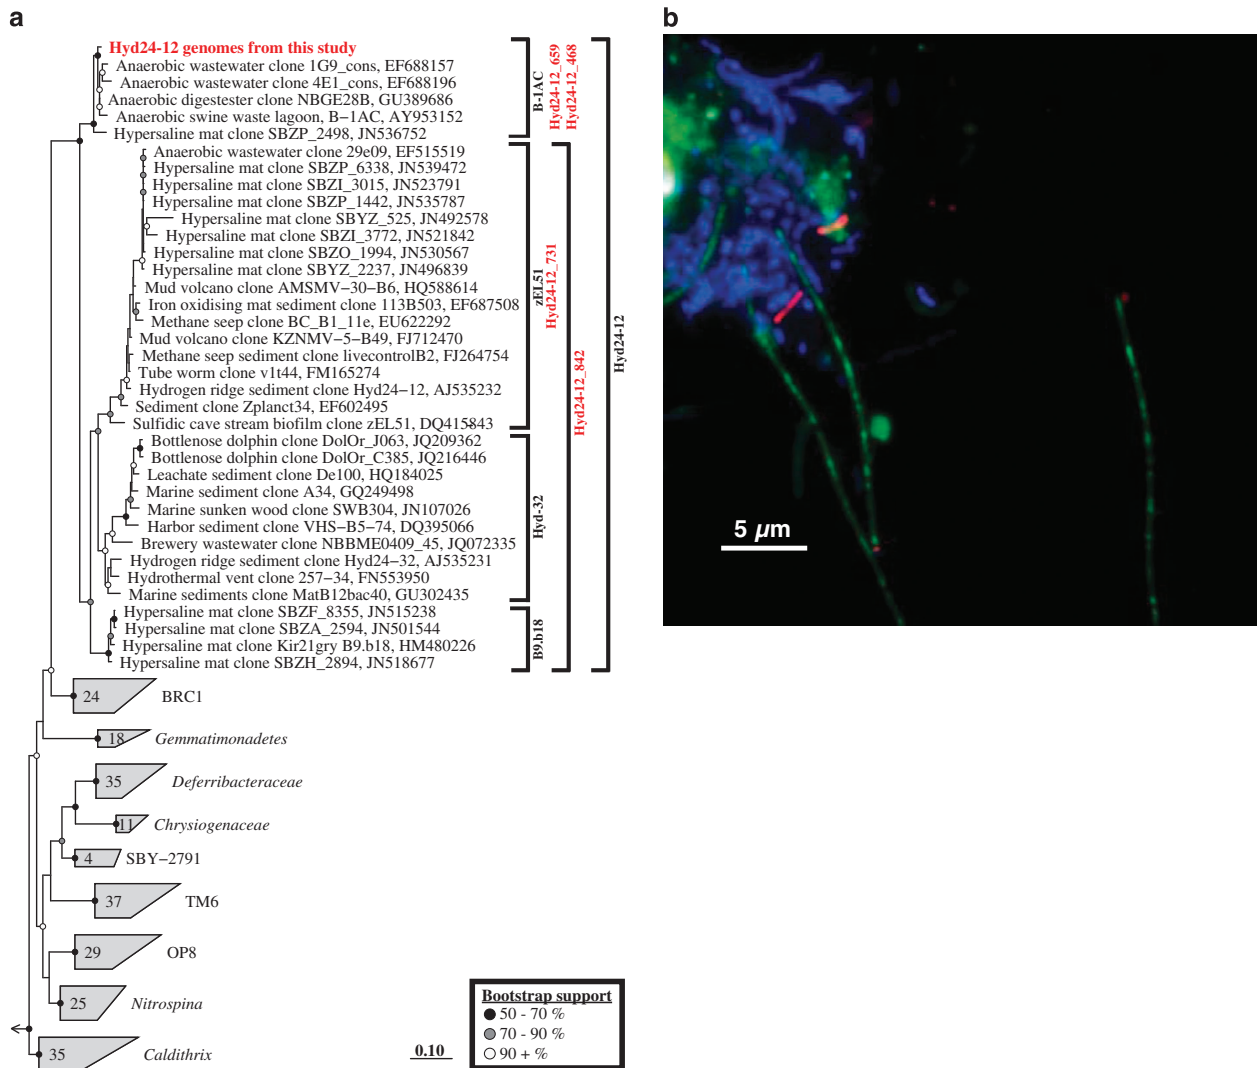 a
b
Hyd24-12 genomes from this study
Anaerobic wastewater clone 1G9_cons, EF688157
Anaerobic wastewater clone 4E1_cons, EF688196
Anaerobic digestester clone NBGE28B, GU389686
Anaerobic swine waste lagoon, B−1AC, AY953152
Hypersaline mat clone SBZP_2498, JN536752
Anaerobic wastewater clone 29e09, EF515519
Hypersaline mat clone SBZP_6338, JN539472
Hypersaline mat clone SBZI_3015, JN523791
Hypersaline mat clone SBZP_1442, JN535787
Hypersaline mat clone SBYZ_525, JN492578
Hypersaline mat clone SBZI_3772, JN521842
Hypersaline mat clone SBZO_1994, JN530567
Hypersaline mat clone SBYZ_2237, JN496839
Mud volcano clone AMSMV−30−B6, HQ588614
Iron oxidising mat sediment clone 113B503, EF687508
Methane seep clone BC_B1_11e, EU622292
Mud volcano clone KZNMV−5−B49, FJ712470
Methane seep sediment clone livecontrolB2, FJ264754
Tube worm clone v1t44, FM165274
Hydrogen ridge sediment clone Hyd24−12, AJ535232
Sediment clone Zplanct34, EF602495
Sulfidic cave stream biofilm clone zEL51, DQ415843
Bottlenose dolphin clone DolOr_J063, JQ209362
Bottlenose dolphin clone DolOr_C385, JQ216446
Leachate sediment clone De100, HQ184025
Marine sediment clone A34, GQ249498
Marine sunken wood clone SWB304, JN107026
Harbor sediment clone VHS−B5−74, DQ395066
Brewery wastewater clone NBBME0409_45, JQ072335
Hydrogen ridge sediment clone Hyd24−32, AJ535231
Hydrothermal vent clone 257−34, FN553950
Marine sediments clone MatB12bac40, GU302435
Hypersaline mat clone SBZF_8355, JN515238
Hypersaline mat clone SBZA_2594, JN501544
Hypersaline mat clone Kir21gry B9.b18, HM480226
Hypersaline mat clone SBZH_2894, JN518677
B-1AC
Hyd24-12_659
Hyd24-12_468
zEL51
Hyd24-12_731
Hyd24-12_842
Hyd24-12
Hyd-32
B9.b18
24 BRC1
18 Gemmatimonadetes
35 Deferribacteraceae
11 Chrysiogenaceae
4 SBY−2791
37 TM6
29 OP8
25 Nitrospina
35 Caldithrix
0.10
Bootstrap support
50 - 70 %
70 - 90 %
90 + %
5 µm